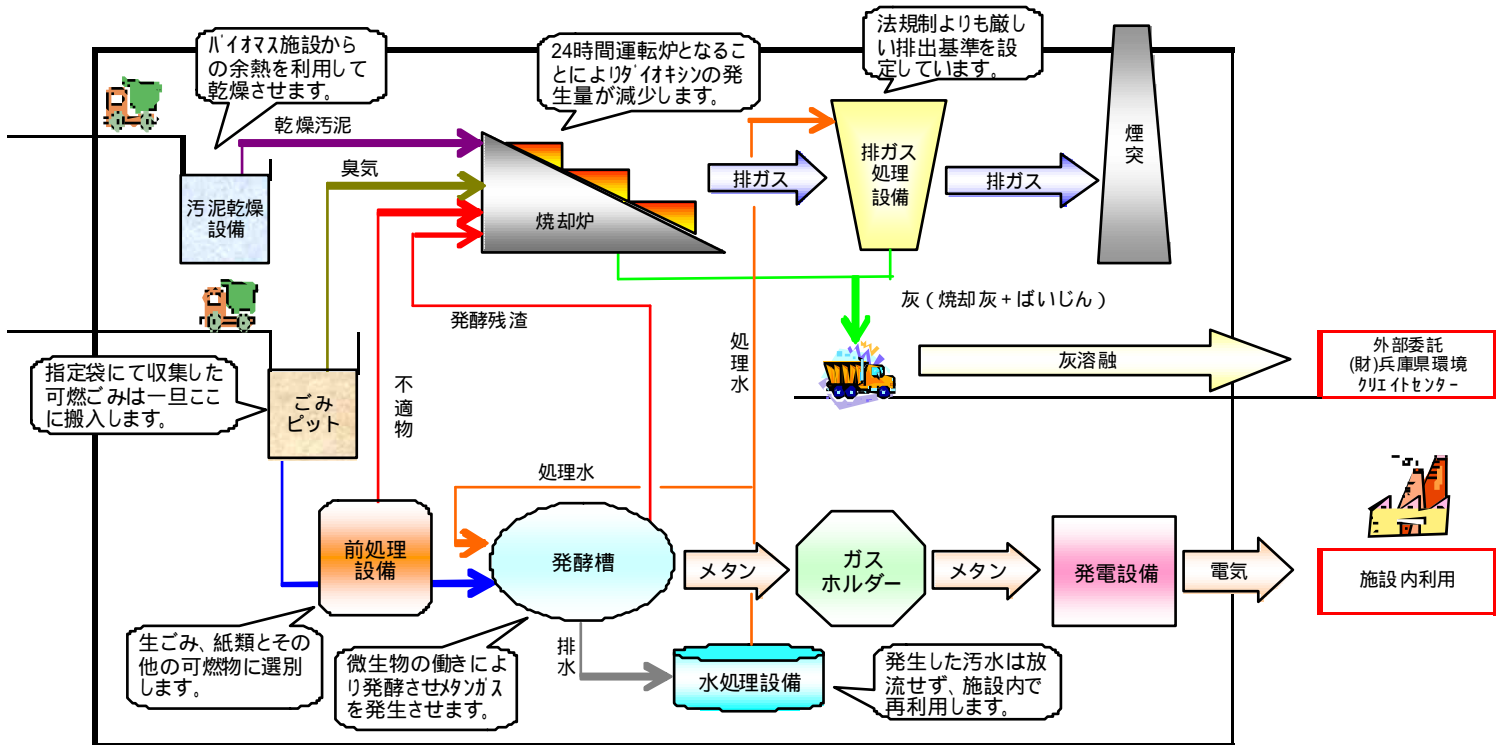 バイオマス施設から
の余熱を利用して
乾燥させます。
24時間運転炉となるこ
とによりダイオキシンの発
生量が減少します。
法規制よりも厳し
い排出基準を設
定しています。
乾燥汚泥
臭気
汚泥乾燥
設備
焼却炉
排ガス
排ガス
処理
設備
排ガス
煙突
灰(焼却灰+ばいじん)
発酵残渣
処理水
灰溶融
外部委託
(財)兵庫県環境
クリエイトセンター
指定袋にて収集した
可燃ごみは一旦ここ
に搬入します。
ごみ
ピット
不適物
処理水
前処理
設備
発酵槽
メタン
ガス
ホルダー
メタン
発電設備
電気
施設内利用
生ごみ、紙類とその
他の可燃物に選別
します。
微生物の働きによ
り発酵させメタンガス
を発生させます。
排水
水処理設備
発生した汚水は放
流せず、施設内で
再利用します。